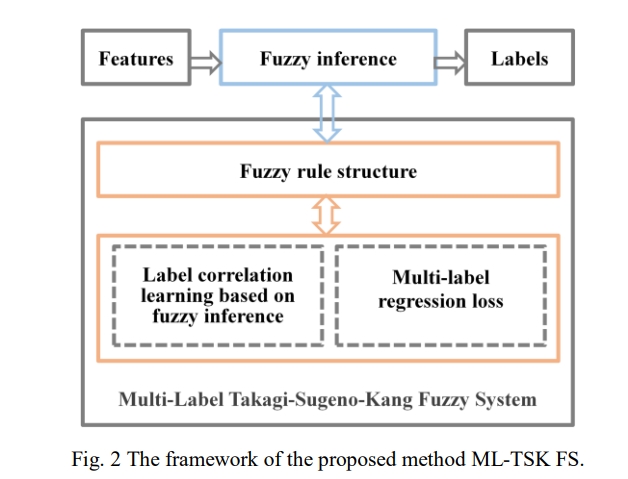 Features
Fuzzy inference
Labels
Fuzzy rule structure
Label correlation
learning based on
fuzzy inference
Multi-label
regression loss
Multi-Label Takagi-Sugeno-Kang Fuzzy System
Fig. 2 The framework of the proposed method ML-TSK FS.